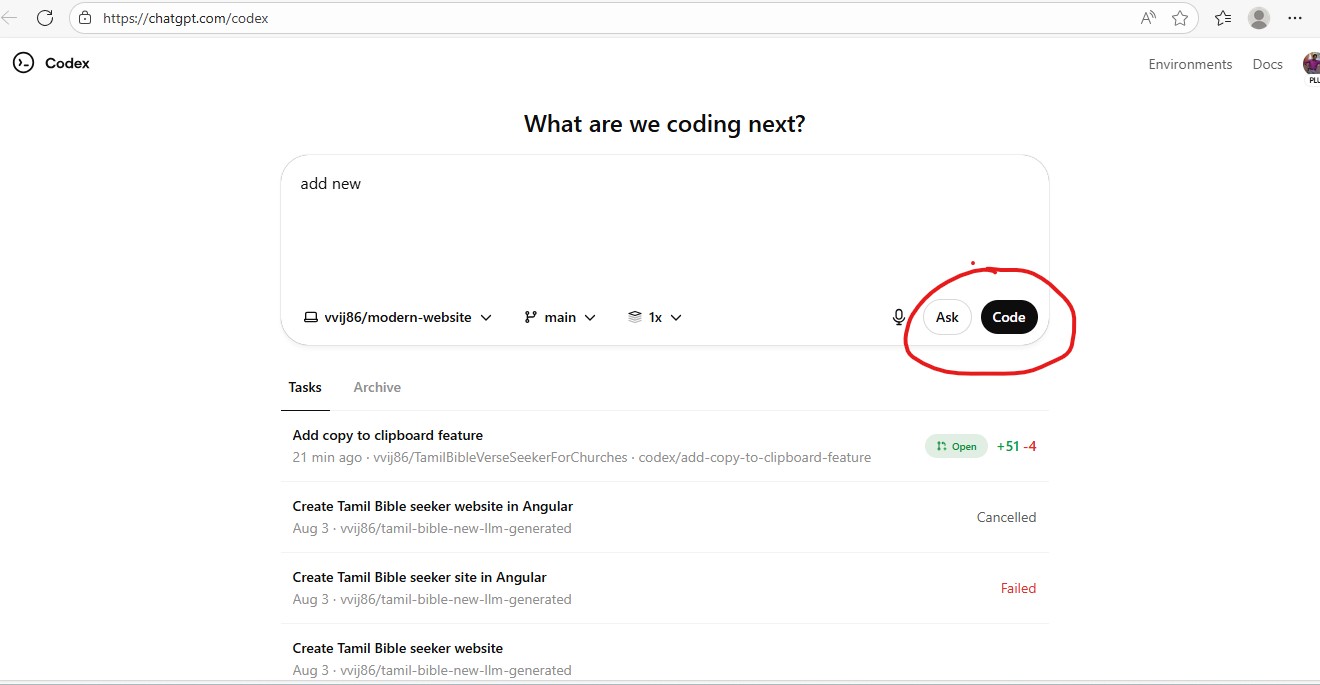 https://chatgpt.com/codex
Codex
Environments
Docs
PLU
What are we coding next?
add new
vvij86/modern-website
main
1x
Ask
Code
Tasks
Archive
Add copy to clipboard feature
21 min ago · vvij86/TamilBibleVerseSeekerForChurches · codex/add-copy-to-clipboard-feature
Open
+51 -4
Create Tamil Bible seeker website in Angular
Aug 3 · vvij86/tamil-bible-new-llm-generated
Cancelled
Create Tamil Bible seeker site in Angular
Aug 3 · vvij86/tamil-bible-new-llm-generated
Failed
Create Tamil Bible seeker website
Aug 3 · vvij86/tamil-bible-new-llm-generated